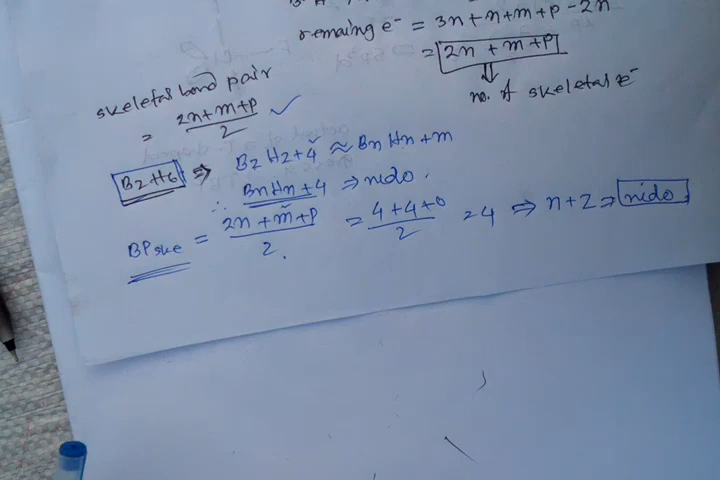 remaing e⁻ = 3n+n+m+p-2n
= 2n + m+p
no. of skeletal e⁻
skeletal bond pair
= 2n+m+p / 2 ✓
B2H6 ⇒ B2H2+4 ≈ BnHn+m
∴ BnHn+4 ⇒ nido.
BPske = 2n+m+p / 2. = 4+4+0 / 2 = 4 ⇒ n+2 ⇒ nido